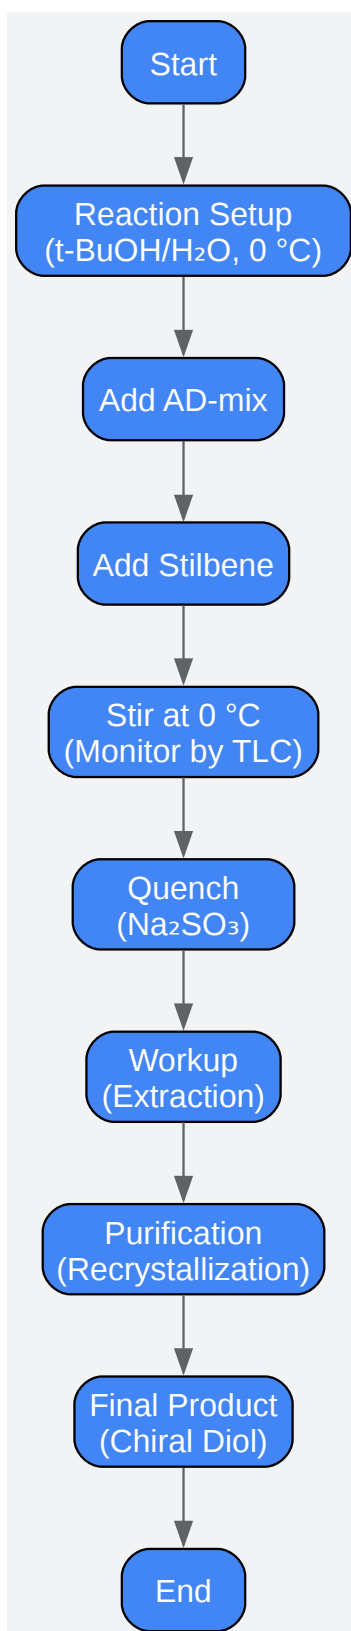 Start
Reaction Setup
(t-BuOH/H₂O, 0 °C)
Add AD-mix
Add Stilbene
Stir at 0 °C
(Monitor by TLC)
Quench
(Na₂SO₃)
Workup
(Extraction)
Purification
(Recrystallization)
Final Product
(Chiral Diol)
End